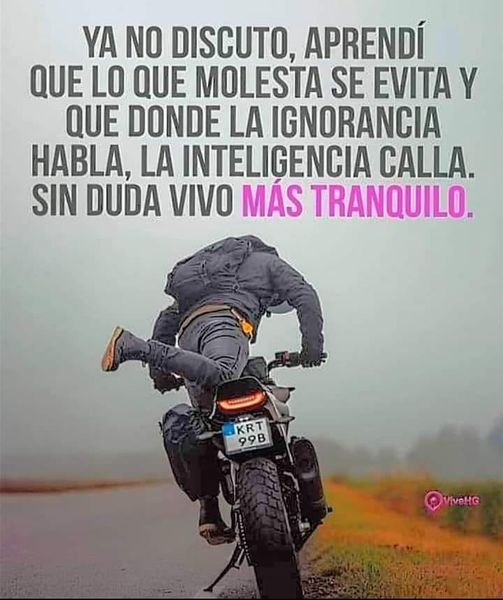 YA NO DISCUTO, APRENDÍ
QUE LO QUE MOLESTA SE EVITA Y
QUE DONDE LA IGNORANCIA
HABLA, LA INTELIGENCIA CALLA.
SIN DUDA VIVO MÁS TRANQUILO.
KRT
99B
ViveHG